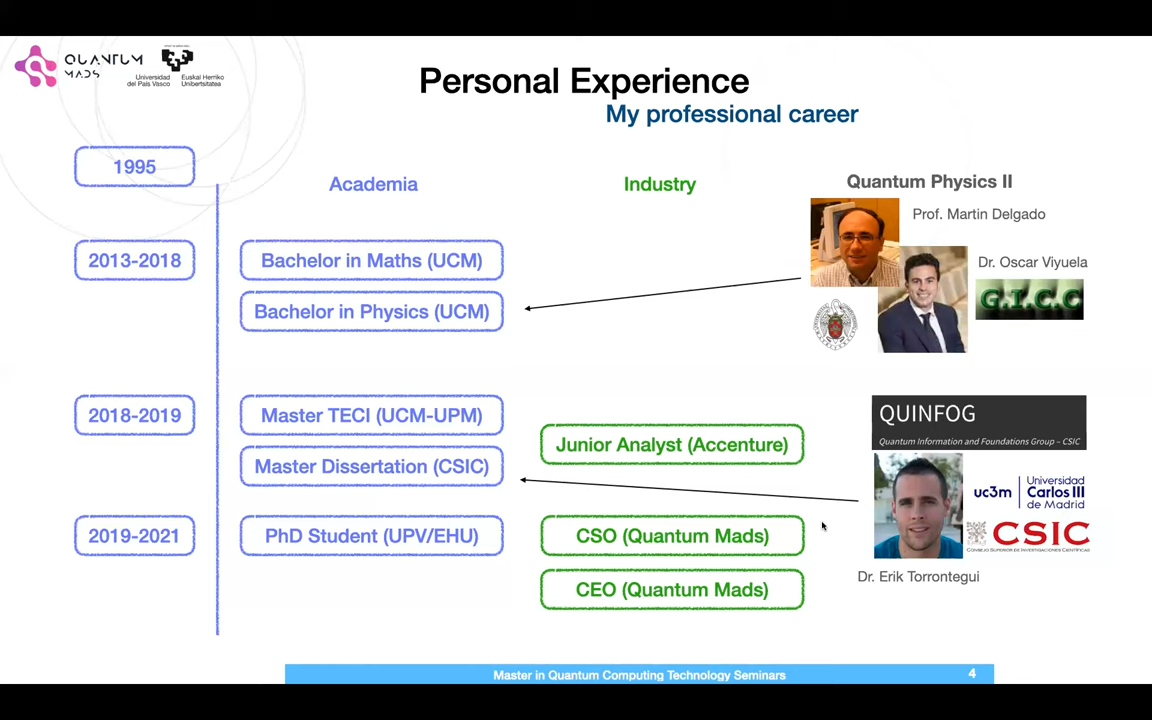 QUANTUM
MADS
Universidad
del País Vasco
Euskal Herriko
Unibertsitatea
Personal Experience
My professional career
1995
Academia
Industry
Quantum Physics II
Prof. Martin Delgado
2013-2018
Bachelor in Maths (UCM)
Dr. Oscar Viyuela
G.I.C.C
Bachelor in Physics (UCM)
2018-2019
Master TECI (UCM-UPM)
QUINFOG
Quantum Information and Foundations Group – CSIC
Junior Analyst (Accenture)
Master Dissertation (CSIC)
uc3m
Universidad
Carlos III
de Madrid
2019-2021
PhD Student (UPV/EHU)
CSO (Quantum Mads)
CSIC
CONSEJO SUPERIOR DE INVESTIGACIONES CIENTÍFICAS
Dr. Erik Torrontegui
CEO (Quantum Mads)
Master in Quantum Computing Technology Seminars
4